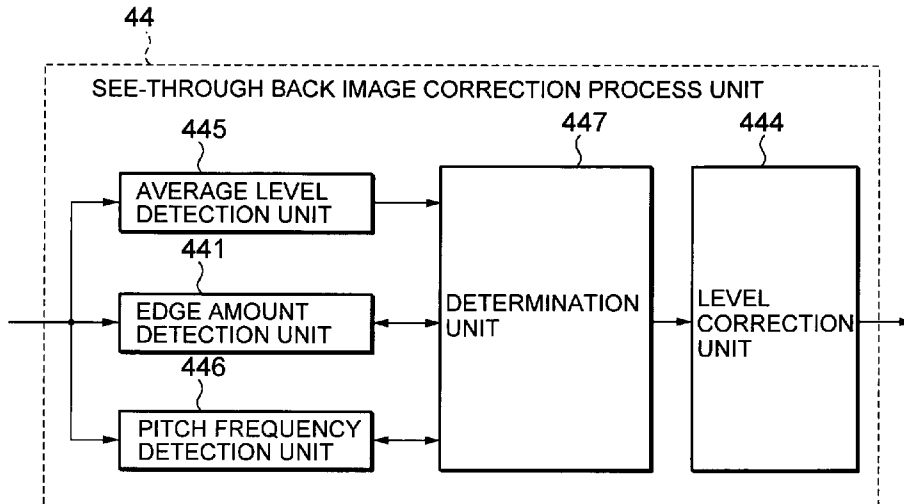 44
SEE-THROUGH BACK IMAGE CORRECTION PROCESS UNIT
445
AVERAGE LEVEL
DETECTION UNIT
441
EDGE AMOUNT
DETECTION UNIT
446
PITCH FREQUENCY
DETECTION UNIT
447
DETERMINATION
UNIT
444
LEVEL
CORRECTION
UNIT